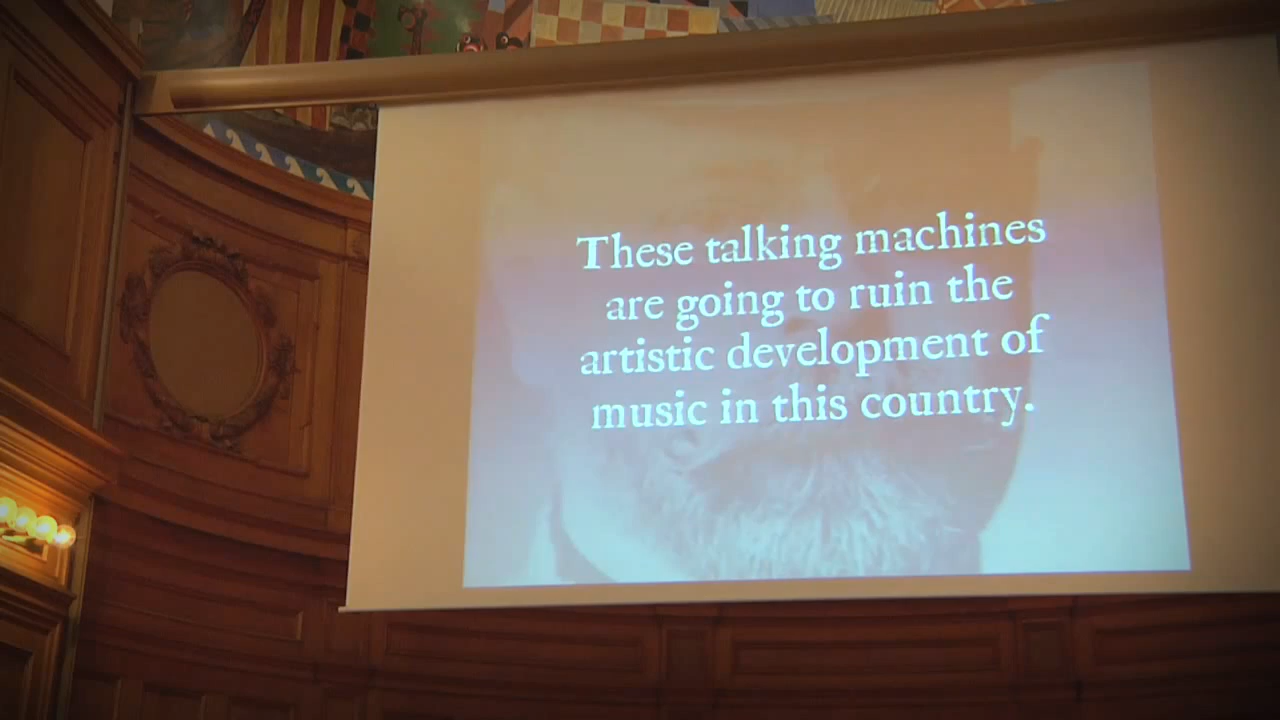 These talking machines
are going to ruin the
artistic development of
music in this country.